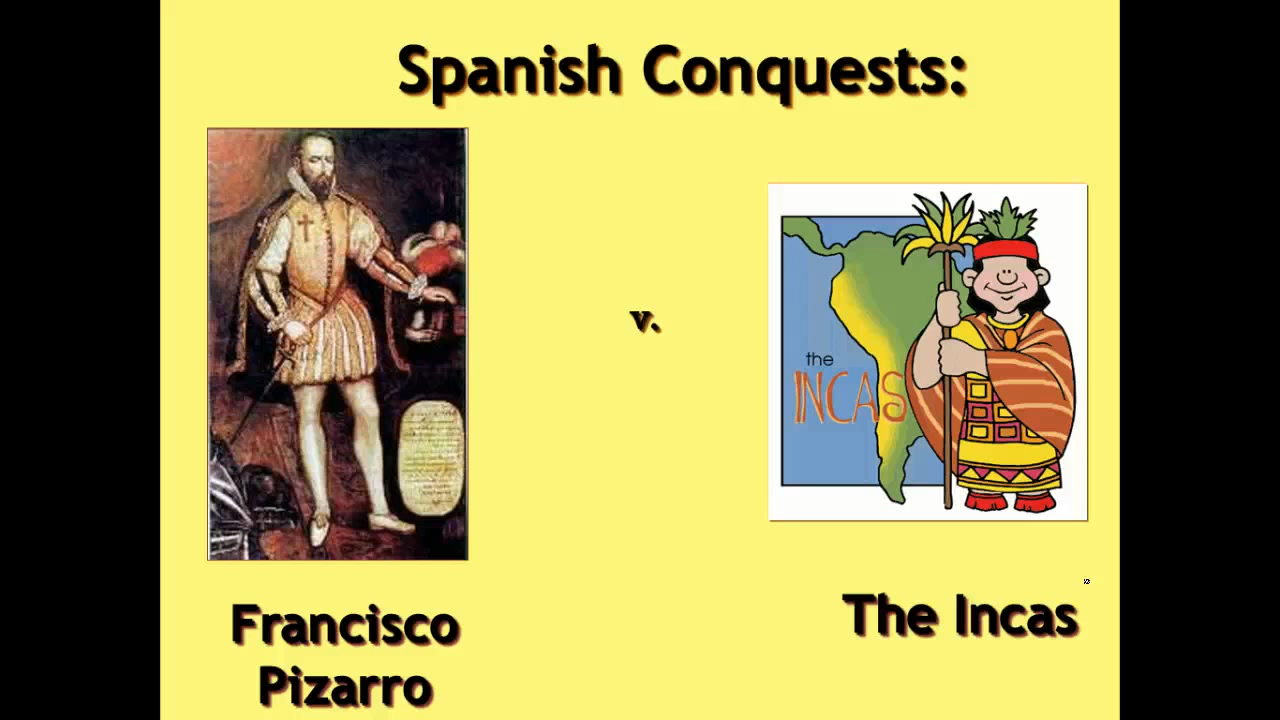 Spanish Conquests:
v.
the
INCAS
Francisco
Pizarro
The Incas